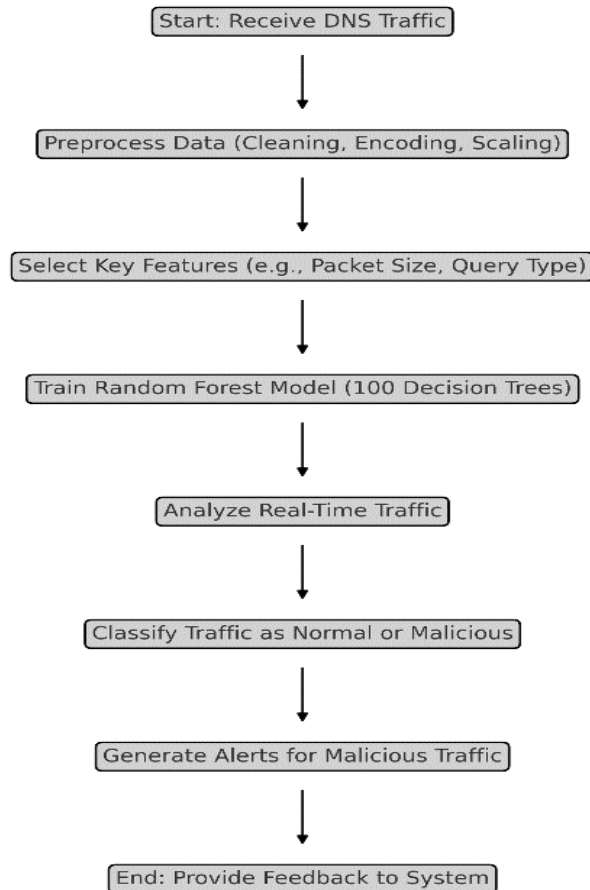 Start: Receive DNS Traffic
Preprocess Data (Cleaning, Encoding, Scaling)
Select Key Features (e.g., Packet Size, Query Type)
Train Random Forest Model (100 Decision Trees)
Analyze Real-Time Traffic
Classify Traffic as Normal or Malicious
Generate Alerts for Malicious Traffic
End: Provide Feedback to System